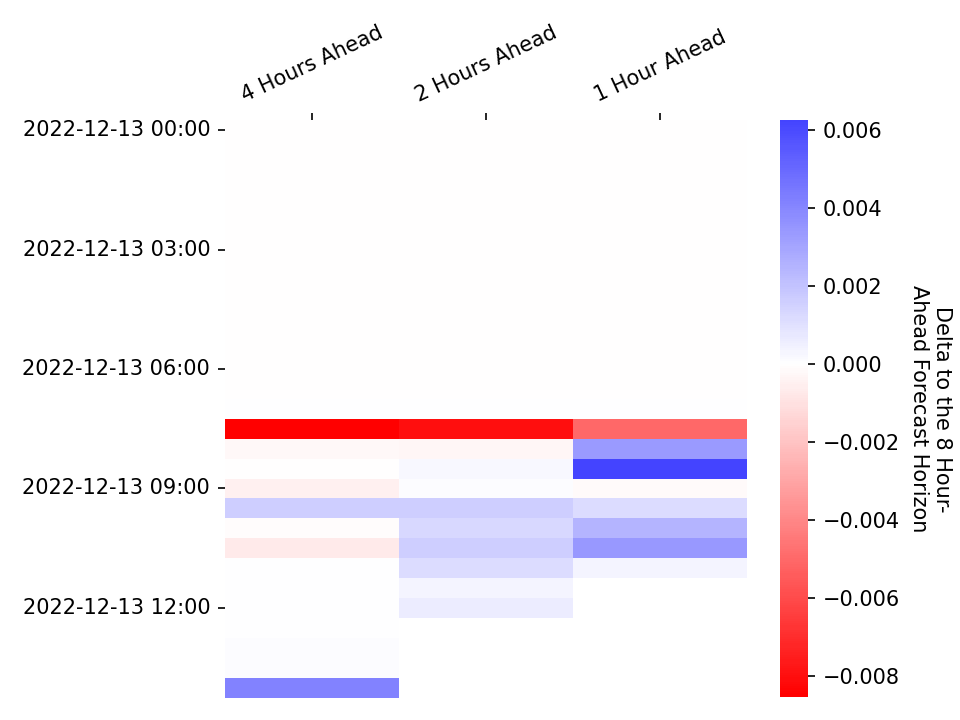 4 Hours Ahead
2 Hours Ahead
1 Hour Ahead
2022-12-13 00:00
2022-12-13 03:00
2022-12-13 06:00
2022-12-13 09:00
2022-12-13 12:00
0.006
0.004
0.002
0.000
−0.002
−0.004
−0.006
−0.008
Delta to the 8 Hour-
Ahead Forecast Horizon